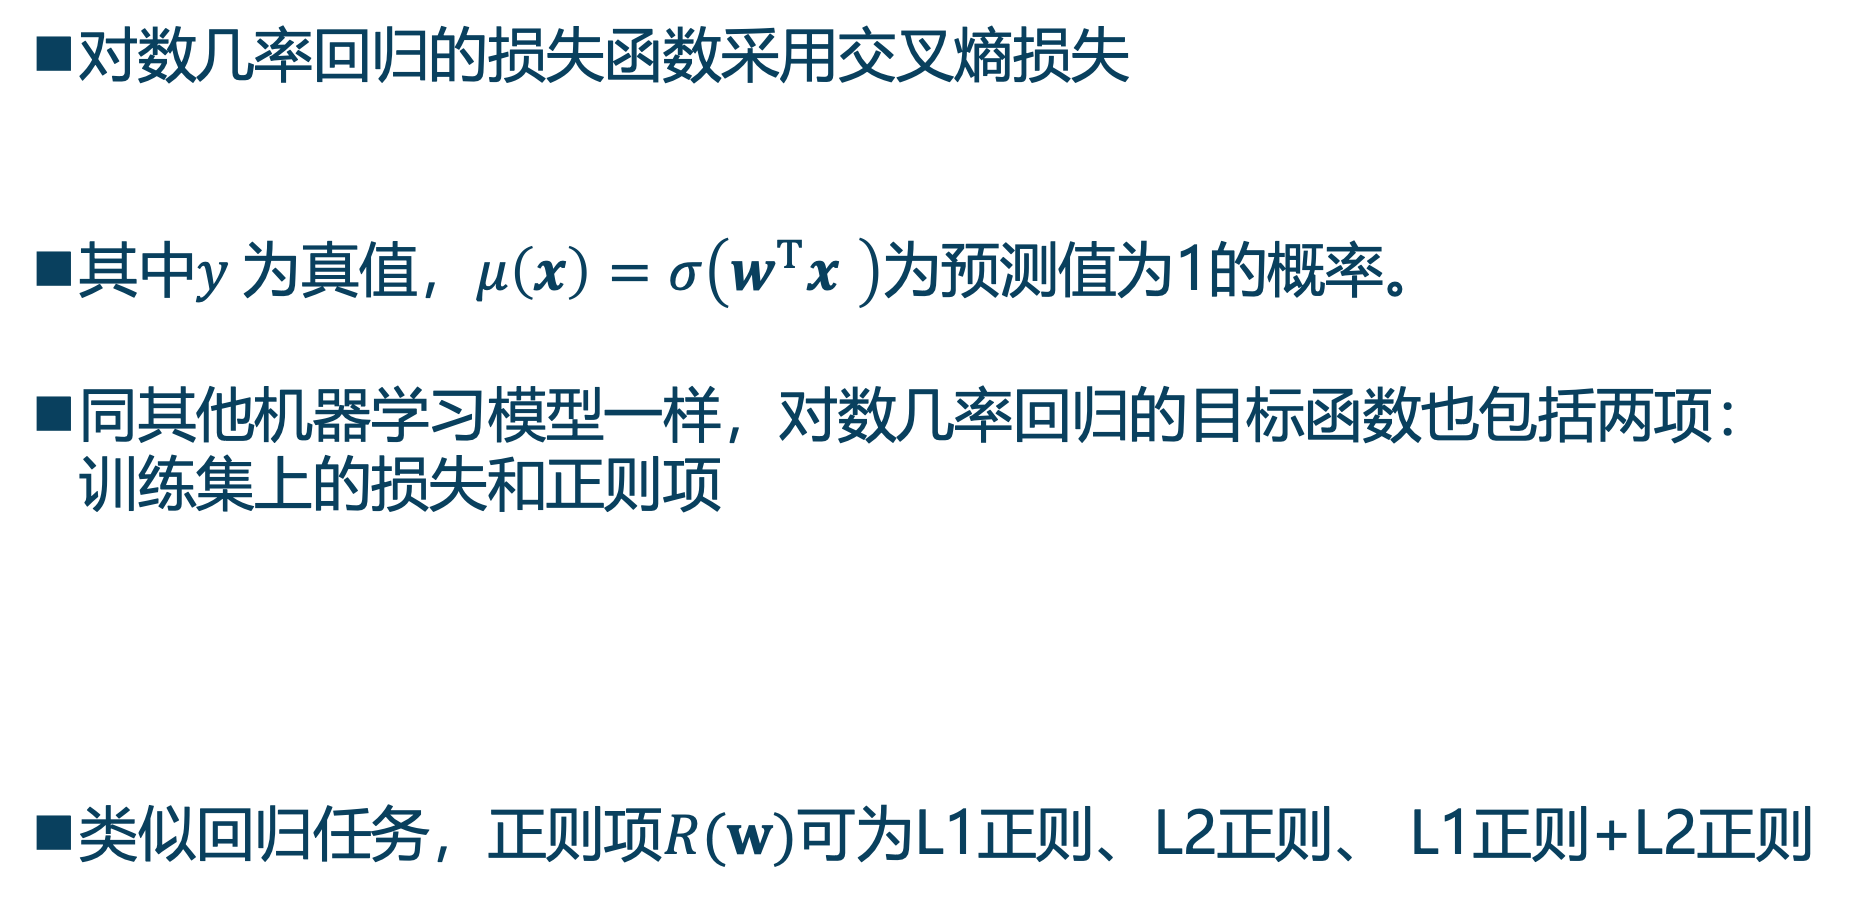 ■对数几率回归的损失函数采用交叉熵损失
■其中y 为真值，μ(x) = σ(wᵀx )为预测值为1的概率。
■同其他机器学习模型一样，对数几率回归的目标函数也包括两项：
训练集上的损失和正则项
■类似回归任务，正则项R(w)可为L1正则、L2正则、 L1正则+L2正则